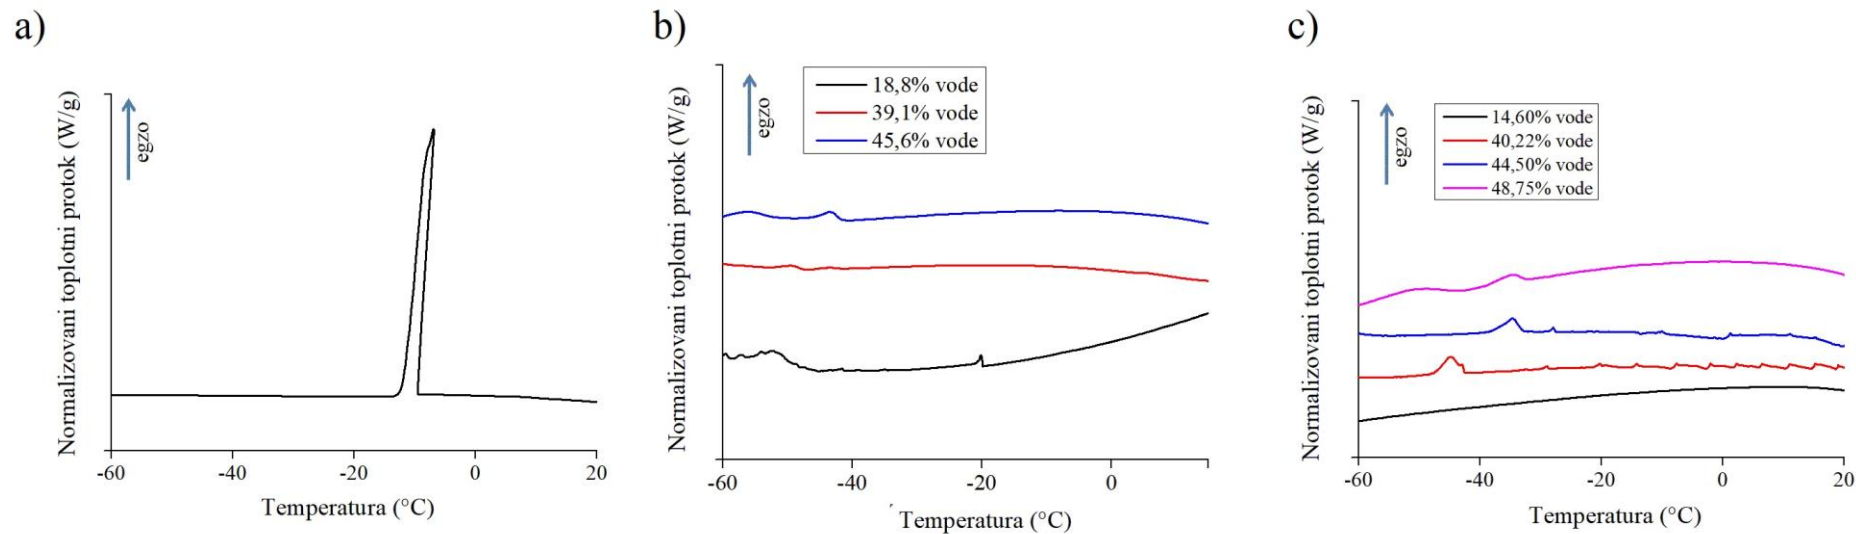 a)
Normalizovani toplotni protok (W/g)
egzo
-60 -40 -20 0 20
Temperatura (°C)
b)
Normalizovani toplotni protok (W/g)
egzo
18,8% vode
39,1% vode
45,6% vode
-60 -40 -20 0
Temperatura (°C)
c)
Normalizovani toplotni protok (W/g)
egzo
14,60% vode
40,22% vode
44,50% vode
48,75% vode
-60 -40 -20 0 20
Temperatura (°C)